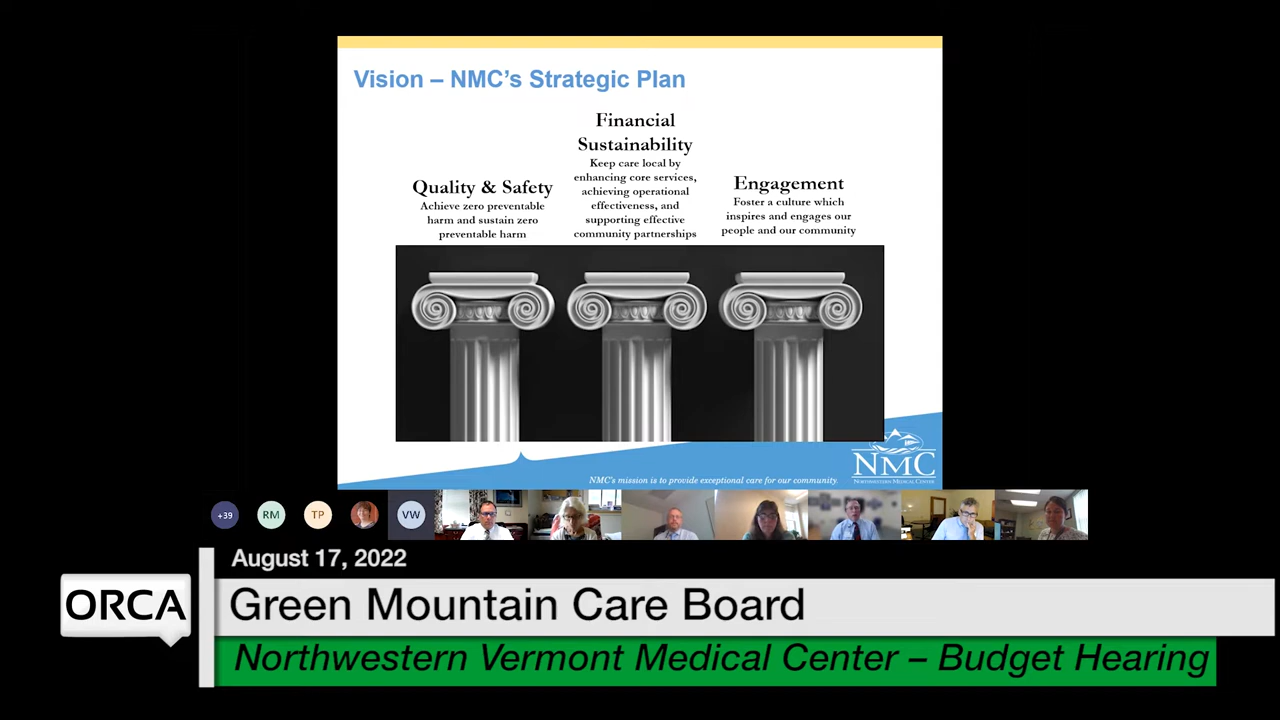 Vision – NMC's Strategic Plan
Financial
Sustainability
Keep care local by
enhancing core services,
achieving operational
effectiveness, and
supporting effective
community partnerships
Quality & Safety
Achieve zero preventable
harm and sustain zero
preventable harm
Engagement
Foster a culture which
inspires and engages our
people and our community
NMC
Northwestern Medical Center
NMC's mission is to provide exceptional care for our community.
+39
RM
TP
VW
August 17, 2022
ORCA
Green Mountain Care Board
Northwestern Vermont Medical Center – Budget Hearing